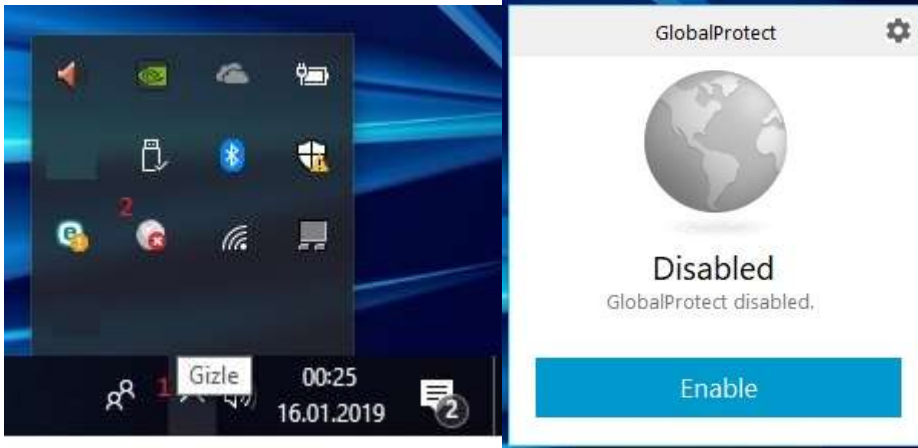 2
1
Gizle
00:25
16.01.2019
2
GlobalProtect
Disabled
GlobalProtect disabled.
Enable